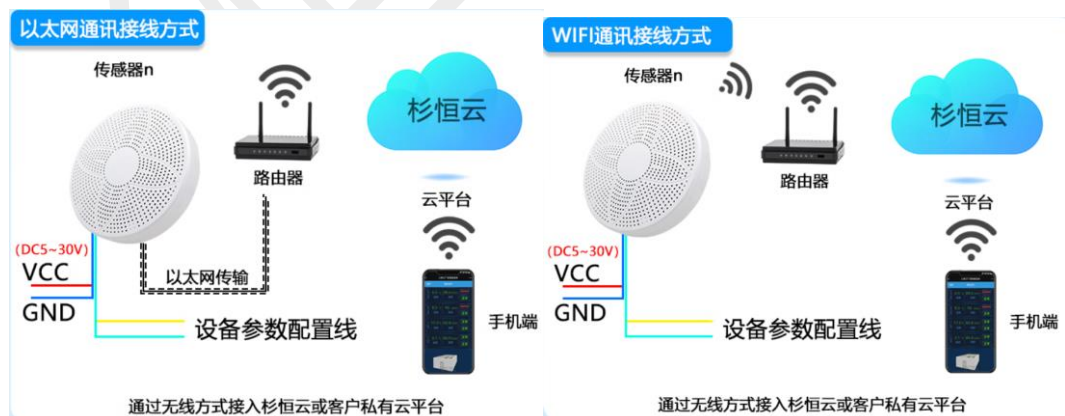 以太网通讯接线方式
传感器n
杉恒云
路由器
云平台
(DC5~30V)
VCC
以太网传输
GND
设备参数配置线
手机端
通过无线方式接入杉恒云或客户私有云平台
WIFI通讯接线方式
传感器n
杉恒云
路由器
云平台
(DC5~30V)
VCC
GND
设备参数配置线
手机端
通过无线方式接入杉恒云或客户私有云平台